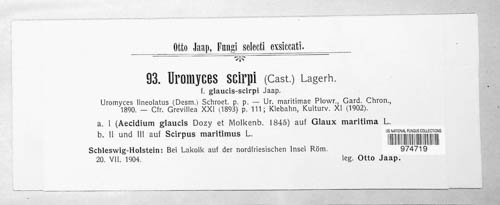 Otto Jaap, Fungi selecti exsiccati.
93. Uromyces scirpi (Cast.) Lagerh.
f. glaucis-scirpi Jaap.
Uromyces lineolatus (Desm.) Schroet. p. p. — Ur. maritimae Plowr., Gard. Chron.,
1890. — Cfr. Grevillea XXI (1893) p. 111; Klebahn, Kulturv. XI (1902).
a. I (Aecidium glaucis Dozy et Molkenb. 1845) auf Glaux maritima L.
b. II und III auf Scirpus maritimus L.
US NATIONAL FUNGUS COLLECTIONS
974719
Schleswig-Holstein: Bei Lakolk auf der nordfriesischen Insel Röm.
20. VII. 1904.
leg. Otto Jaap.